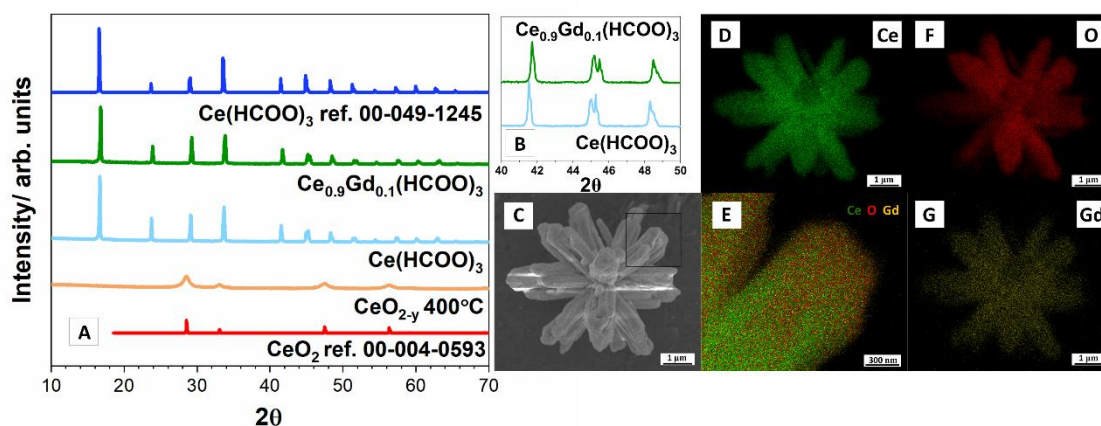 Intensity/ arb. units
Ce(HCOO)₃ ref. 00-049-1245
Ce₀.₉Gd₀.₁(HCOO)₃
Ce(HCOO)₃
CeO₂₋ᵧ 400°C
A
CeO₂ ref. 00-004-0593
10 20 30 40 50 60 70
2θ
Ce₀.₉Gd₀.₁(HCOO)₃
B
Ce(HCOO)₃
40 42 44 46 48 50
2θ
C
1 µm
D
Ce
1 µm
F
O
1 µm
E
Ce O Gd
300 nm
G
Gd
1 µm